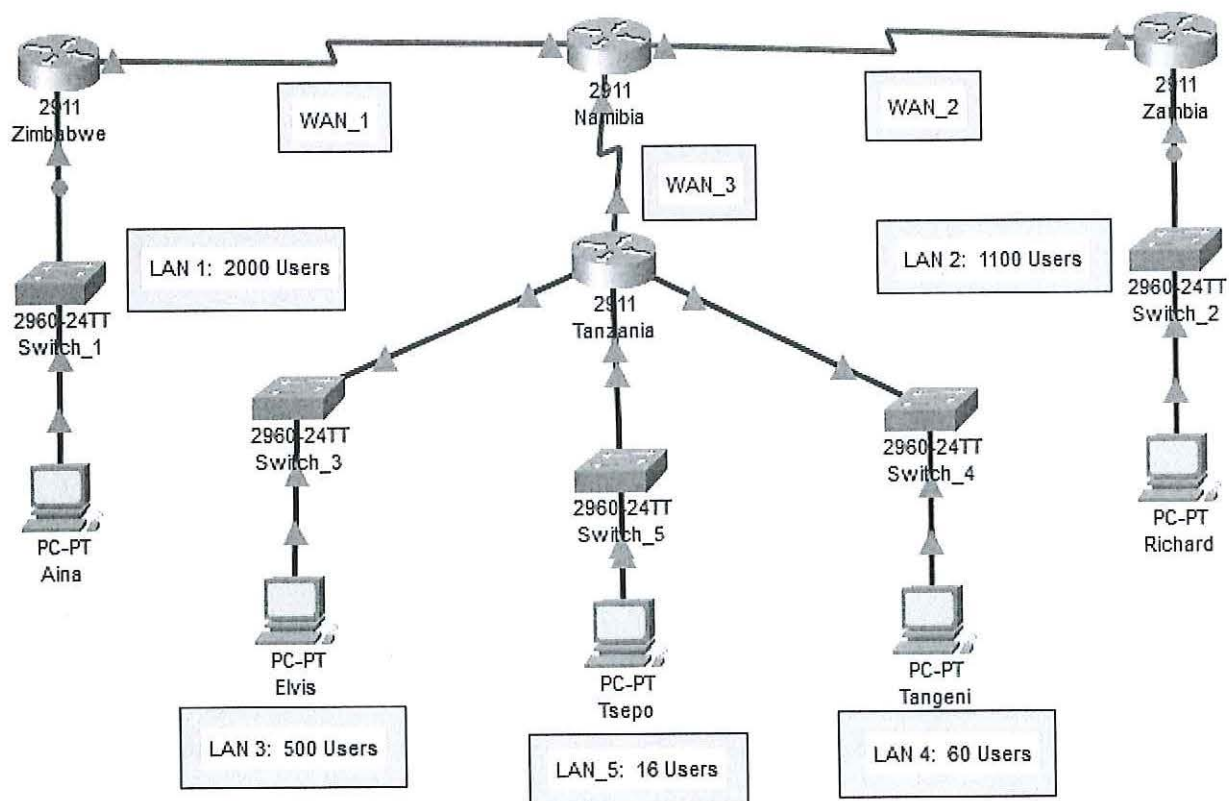 2911
Zimbabwe
2911
Namibia
2911
Zambia
WAN_1
WAN_2
WAN_3
LAN 1: 2000 Users
LAN 2: 1100 Users
2960-24TT
Switch_1
2911
Tanzania
2960-24TT
Switch_2
2960-24TT
Switch_3
2960-24TT
Switch_5
2960-24TT
Switch_4
PC-PT
Aina
PC-PT
Elvis
PC-PT
Tsepo
PC-PT
Tangeni
PC-PT
Richard
LAN 3: 500 Users
LAN_5: 16 Users
LAN 4: 60 Users